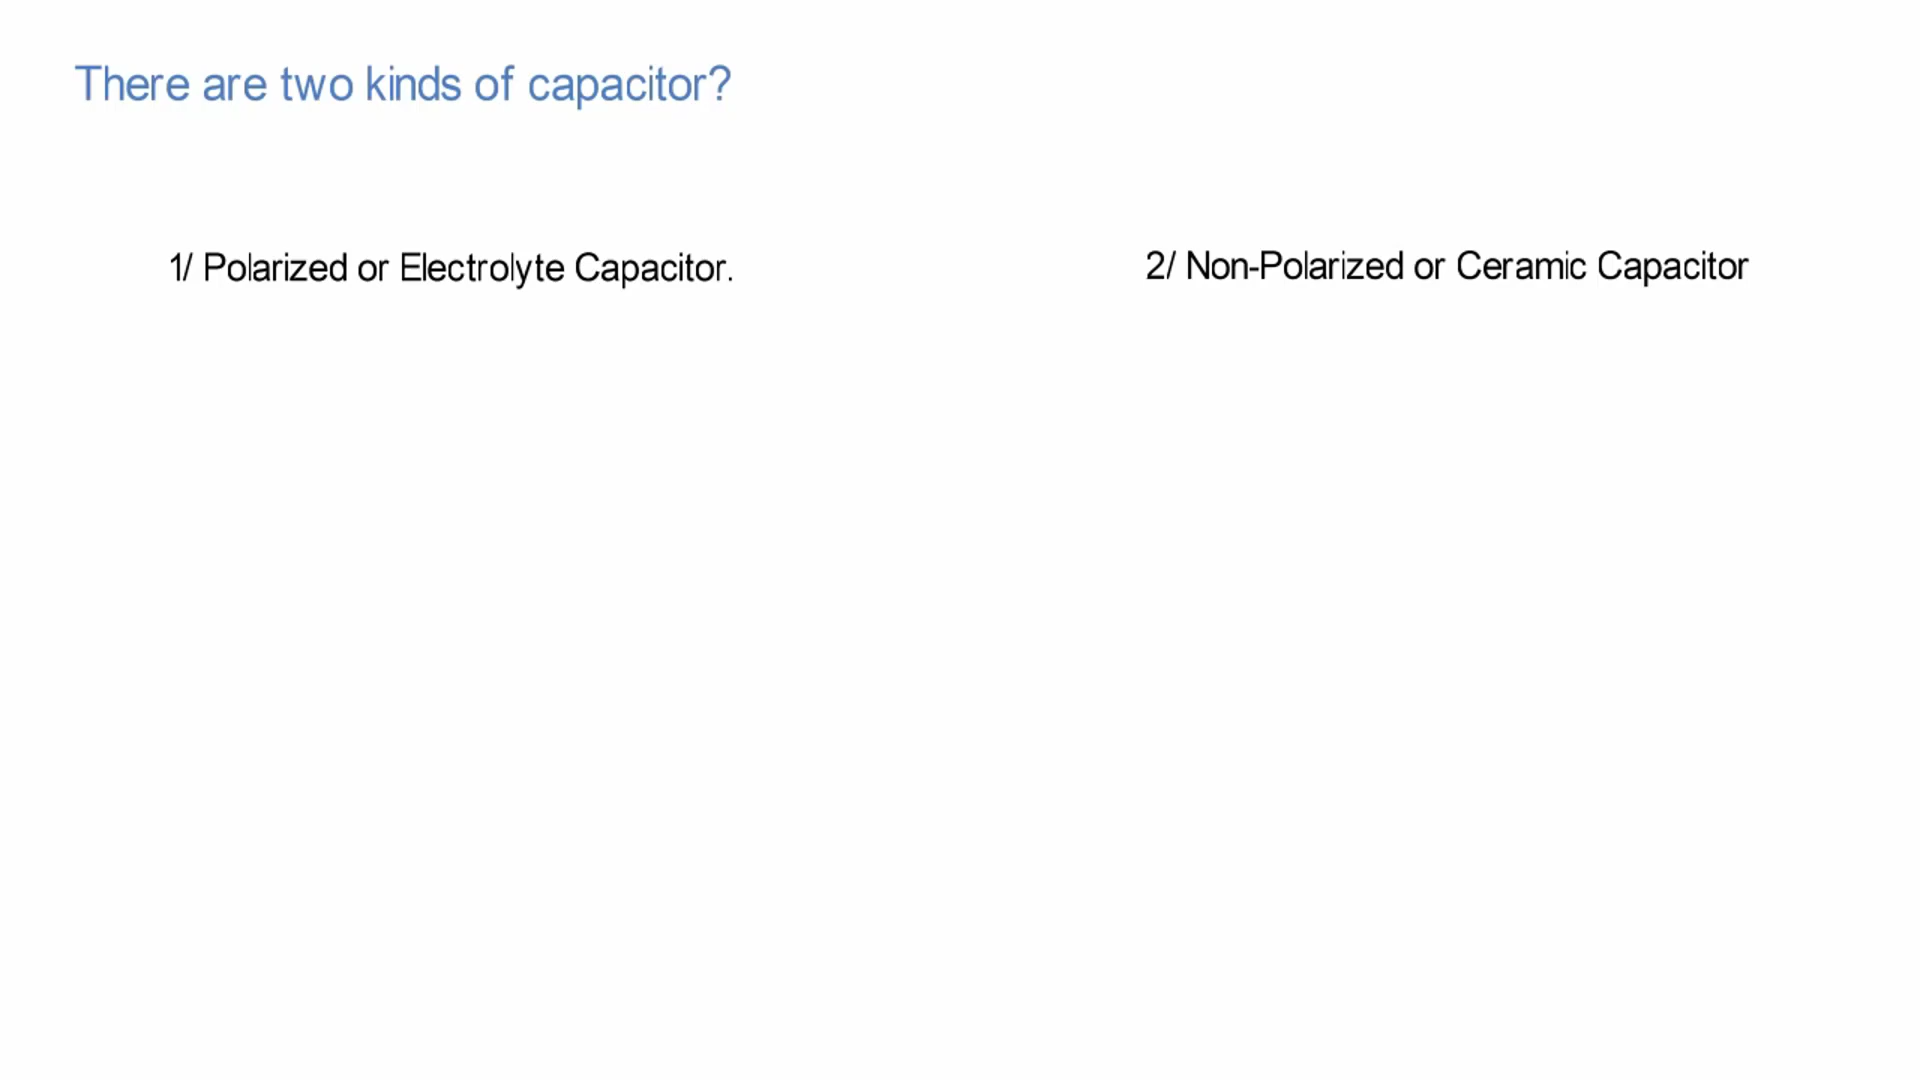 There are two kinds of capacitor?
1/ Polarized or Electrolyte Capacitor.
2/ Non-Polarized or Ceramic Capacitor